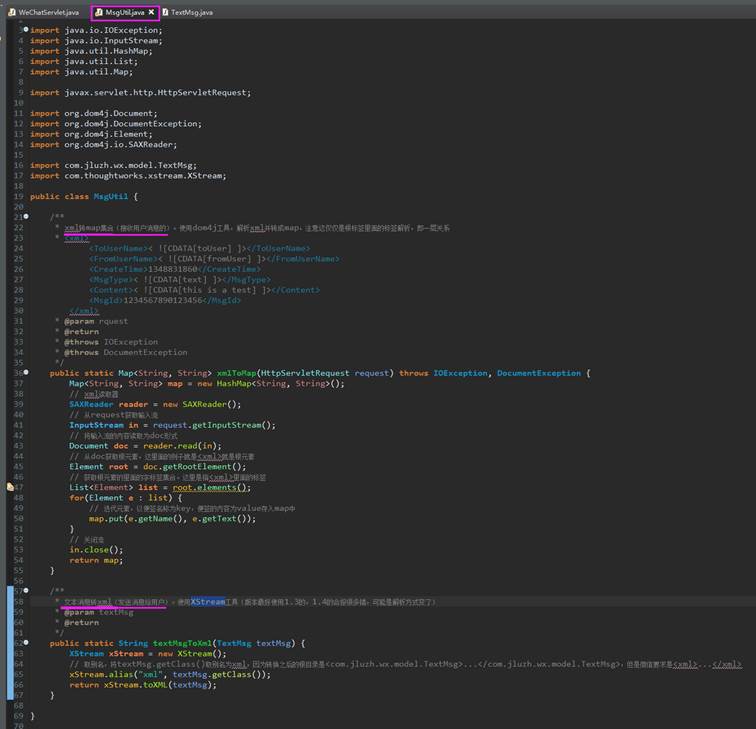 WeChatServlet.java MsgUtil.java TextMsg.java
3 import java.io.IOException;
4 import java.io.InputStream;
5 import java.util.HashMap;
6 import java.util.List;
7 import java.util.Map;
8
9 import javax.servlet.http.HttpServletRequest;
10
11 import org.dom4j.Document;
12 import org.dom4j.DocumentException;
13 import org.dom4j.Element;
14 import org.dom4j.io.SAXReader;
15
16 import com.jluzh.wx.model.TextMsg;
17 import com.thoughtworks.xstream.XStream;
18
19 public class MsgUtil {
20
21 /**
22 * xml转map集合（接收用户消息的），使用dom4j工具，解析xml并转成map，注意这仅仅是根标签里面的标签解析，即一层关系
23 * <xml>
24 <ToUserName>< ![CDATA[toUser] ]></ToUserName>
25 <FromUserName>< ![CDATA[fromUser] ]></FromUserName>
26 <CreateTime>1348831860</CreateTime>
27 <MsgType>< ![CDATA[text] ]></MsgType>
28 <Content>< ![CDATA[this is a test] ]></Content>
29 <MsgId>1234567890123456</MsgId>
30 </xml>
31 * @param rquest
32 * @return
33 * @throws IOException
34 * @throws DocumentException
35 */
36 public static Map<String, String> xmlToMap(HttpServletRequest request) throws IOException, DocumentException {
37 Map<String, String> map = new HashMap<String, String>();
38 // xml读取器
39 SAXReader reader = new SAXReader();
40 // 从request获取输入流
41 InputStream in = request.getInputStream();
42 // 将输入流的内容读取为doc形式
43 Document doc = reader.read(in);
44 // 从doc获取根元素，这里面的例子就是<xml>就是根元素
45 Element root = doc.getRootElement();
46 // 获取根元素的里面的字标签集合，这里是指<xml>里面的标签
47 List<Element> list = root.elements();
48 for(Element e : list) {
49 // 迭代元素，以便签名称为key，便签的内容为value存入map中
50 map.put(e.getName(), e.getText());
51 }
52 // 关闭流
53 in.close();
54 return map;
55 }
56
57 /**
58 * 文本消息转xml（发送消息给用户），使用XStream工具（版本最好使用1.3的，1.4的会报很多错，可能是解析方式变了）
59 * @param textMsg
60 * @return
61 */
62 public static String textMsgToXml(TextMsg textMsg) {
63 XStream xStream = new XStream();
64 // 取别名，将textMsg.getClass()取别名为xml，因为转换之后的根目录是<com.jluzh.wx.model.TextMsg>...</com.jluzh.wx.model.TextMsg>，但是微信要求是<xml>...</xml>
65 xStream.alias("xml", textMsg.getClass());
66 return xStream.toXML(textMsg);
67 }
68
69 }
70